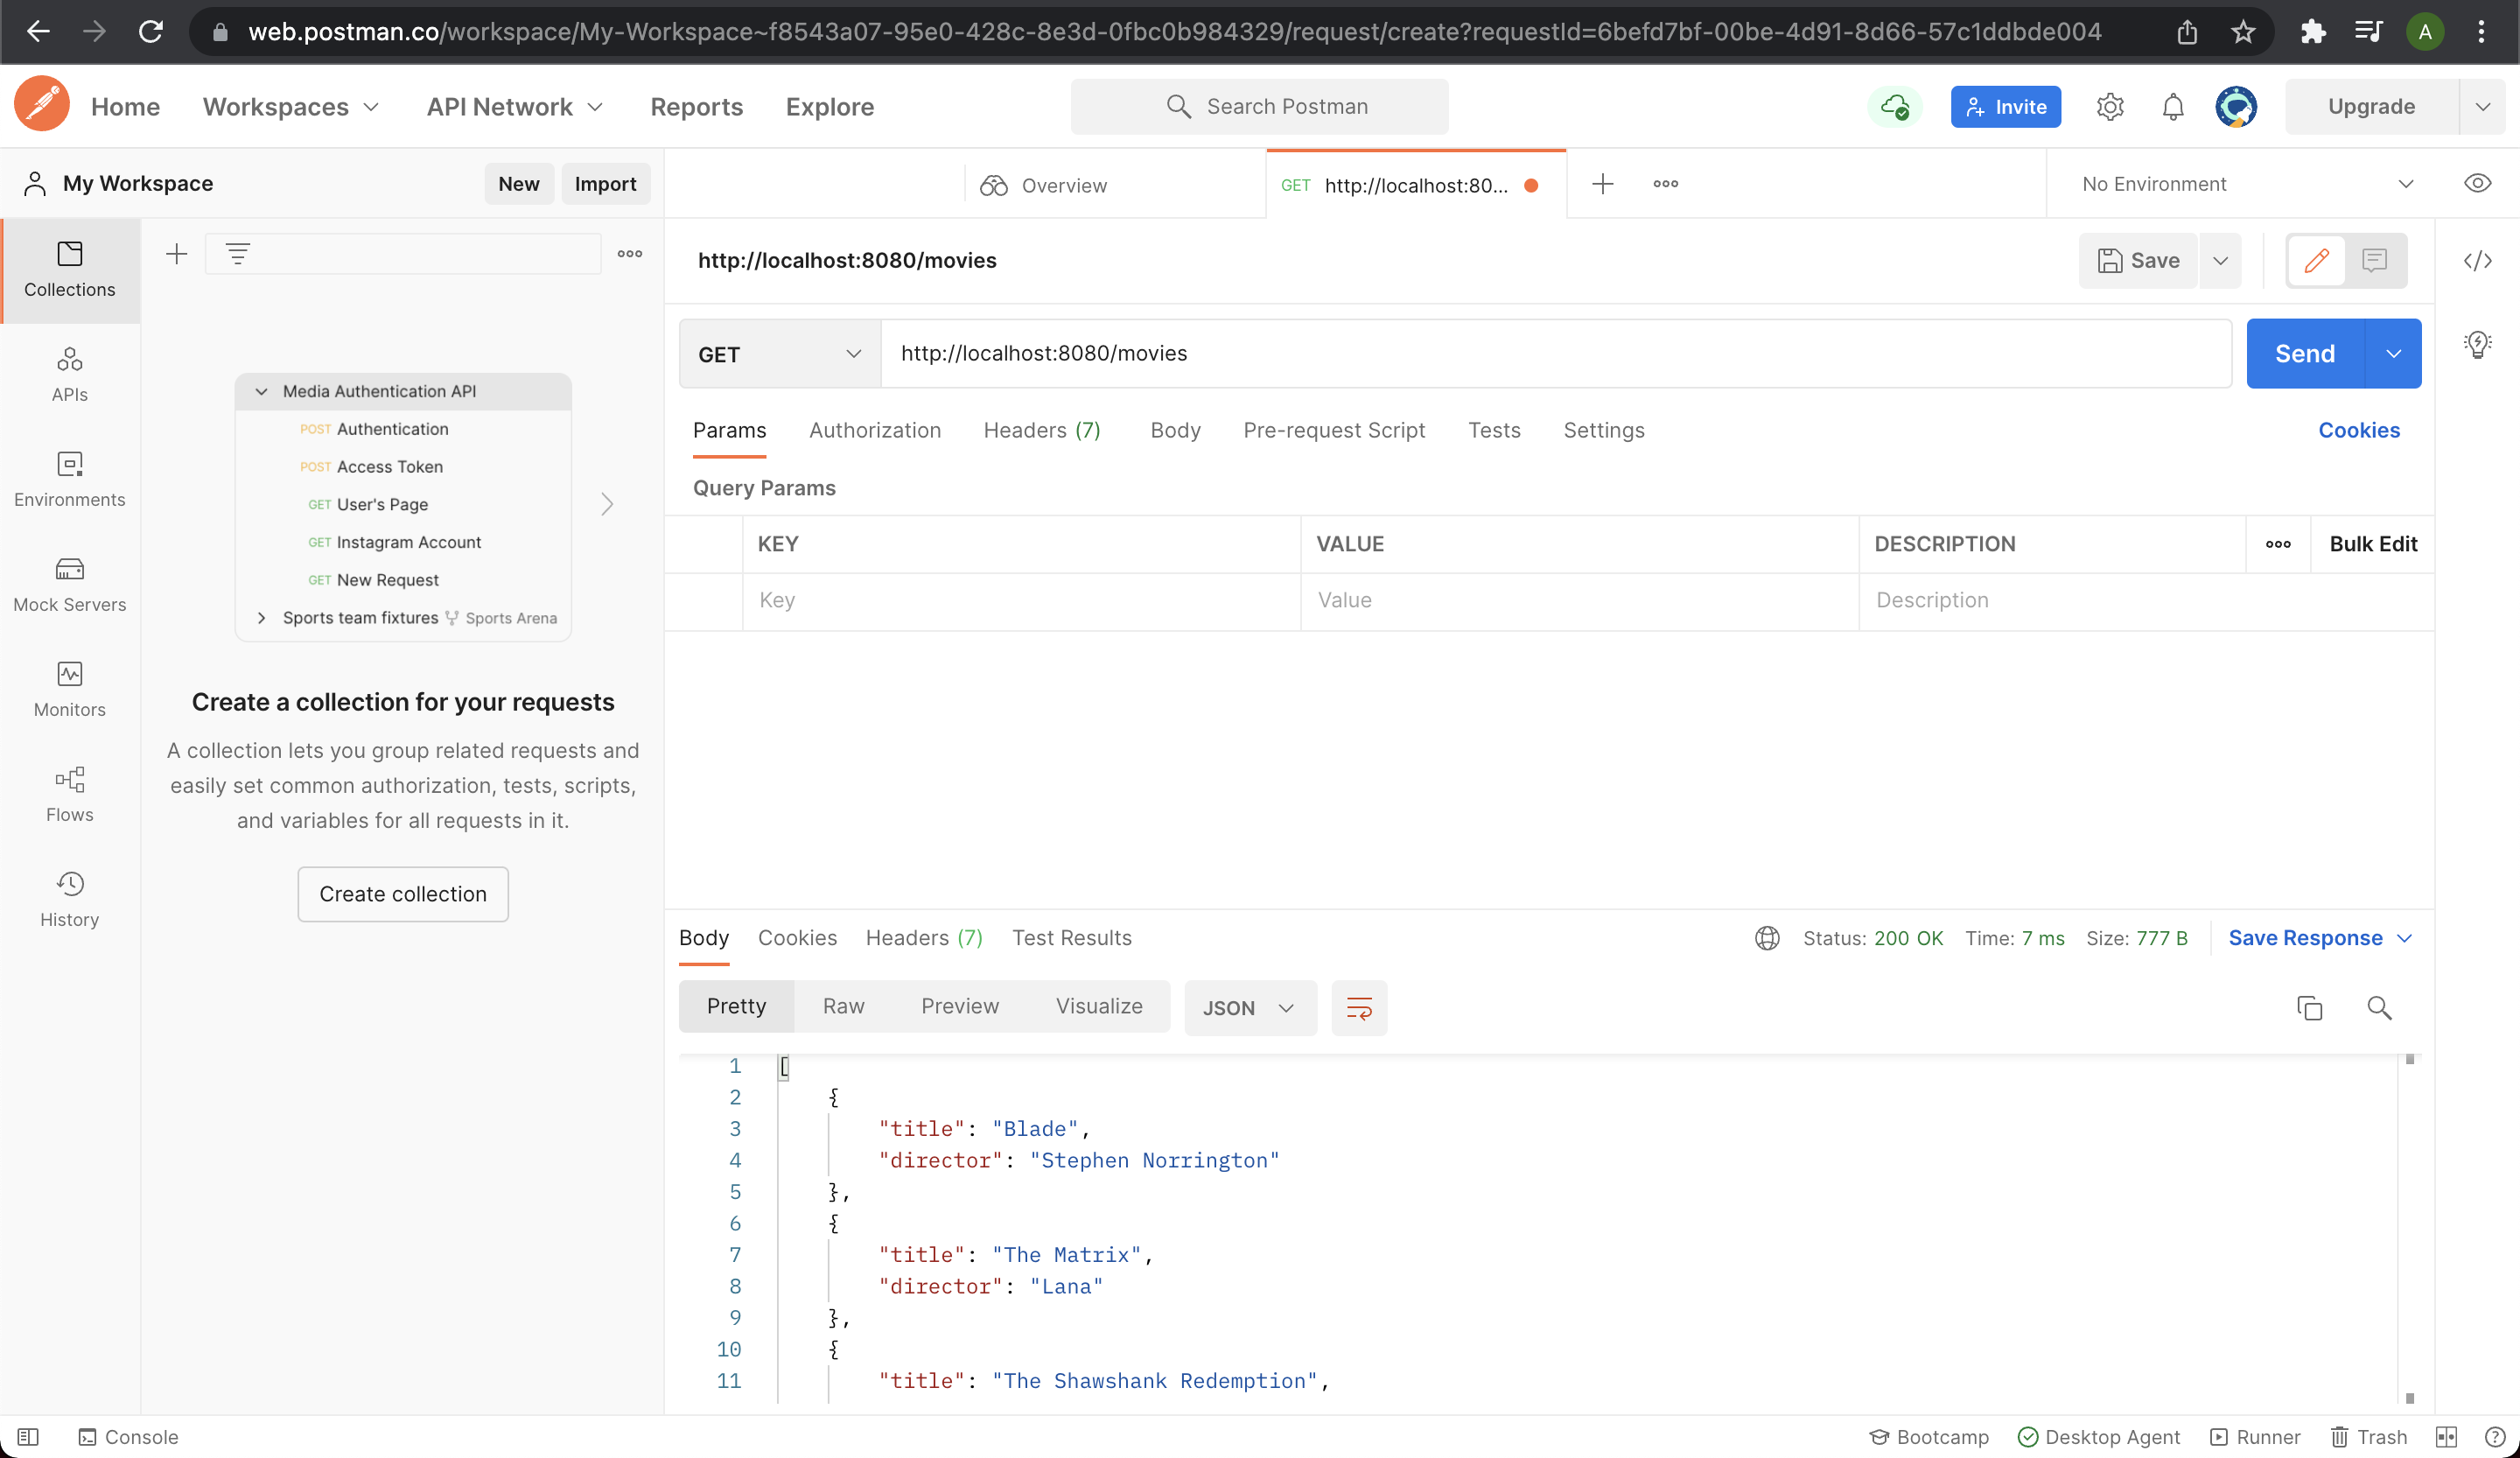 web.postman.co/workspace/My-Workspace~f8543a07-95e0-428c-8e3d-0fbc0b984329/request/create?requestId=6befd7bf-00be-4d91-8d66-57c1ddbde004
A
Home Workspaces API Network Reports Explore
Search Postman
Invite
Upgrade
My Workspace
New Import
Overview
GET http://localhost:80...
No Environment
Collections
APIs
Environments
Mock Servers
Monitors
Flows
History
Media Authentication API
POST Authentication
POST Access Token
GET User's Page
GET Instagram Account
GET New Request
Sports team fixtures Sports Arena
Create a collection for your requests
A collection lets you group related requests and
easily set common authorization, tests, scripts,
and variables for all requests in it.
Create collection
http://localhost:8080/movies
Save
GET http://localhost:8080/movies
Send
Params Authorization Headers (7) Body Pre-request Script Tests Settings
Cookies
Query Params
KEY VALUE DESCRIPTION Bulk Edit
Key Value Description
Body Cookies Headers (7) Test Results
Status: 200 OK Time: 7 ms Size: 777 B
Save Response
Pretty Raw Preview Visualize JSON
1 [
2 {
3 "title": "Blade",
4 "director": "Stephen Norrington"
5 },
6 {
7 "title": "The Matrix",
8 "director": "Lana"
9 },
10 {
11 "title": "The Shawshank Redemption",
Console
Bootcamp Desktop Agent Runner Trash